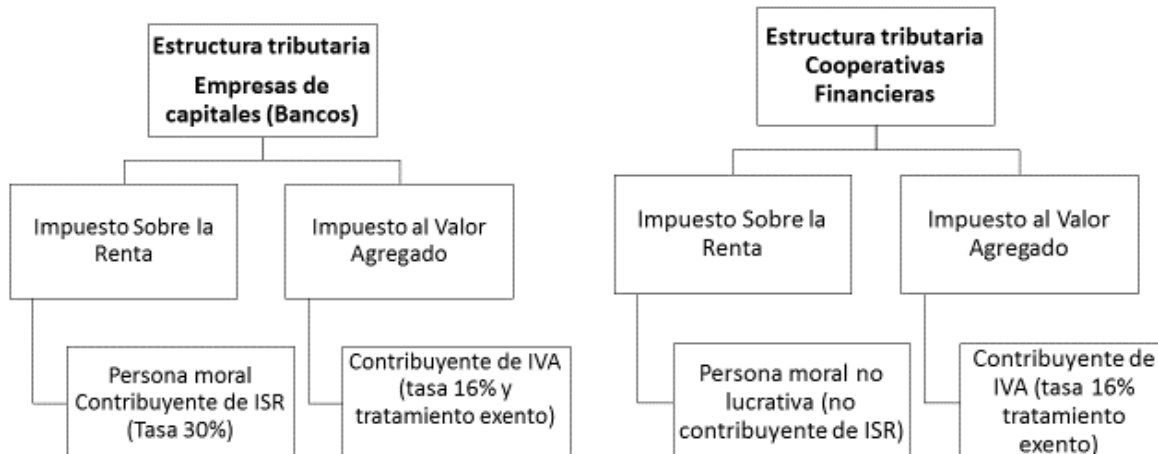 Estructura tributaria
Empresas de
capitales (Bancos)
Impuesto Sobre la
Renta
Impuesto al Valor
Agregado
Persona moral
Contribuyente de ISR
(Tasa 30%)
Contribuyente de IVA
(tasa 16% y
tratamiento exento)
Estructura tributaria
Cooperativas
Financieras
Impuesto Sobre la
Renta
Impuesto al Valor
Agregado
Persona moral no
lucrativa (no
contribuyente de ISR)
Contribuyente de
IVA (tasa 16%
tratamiento
exento)